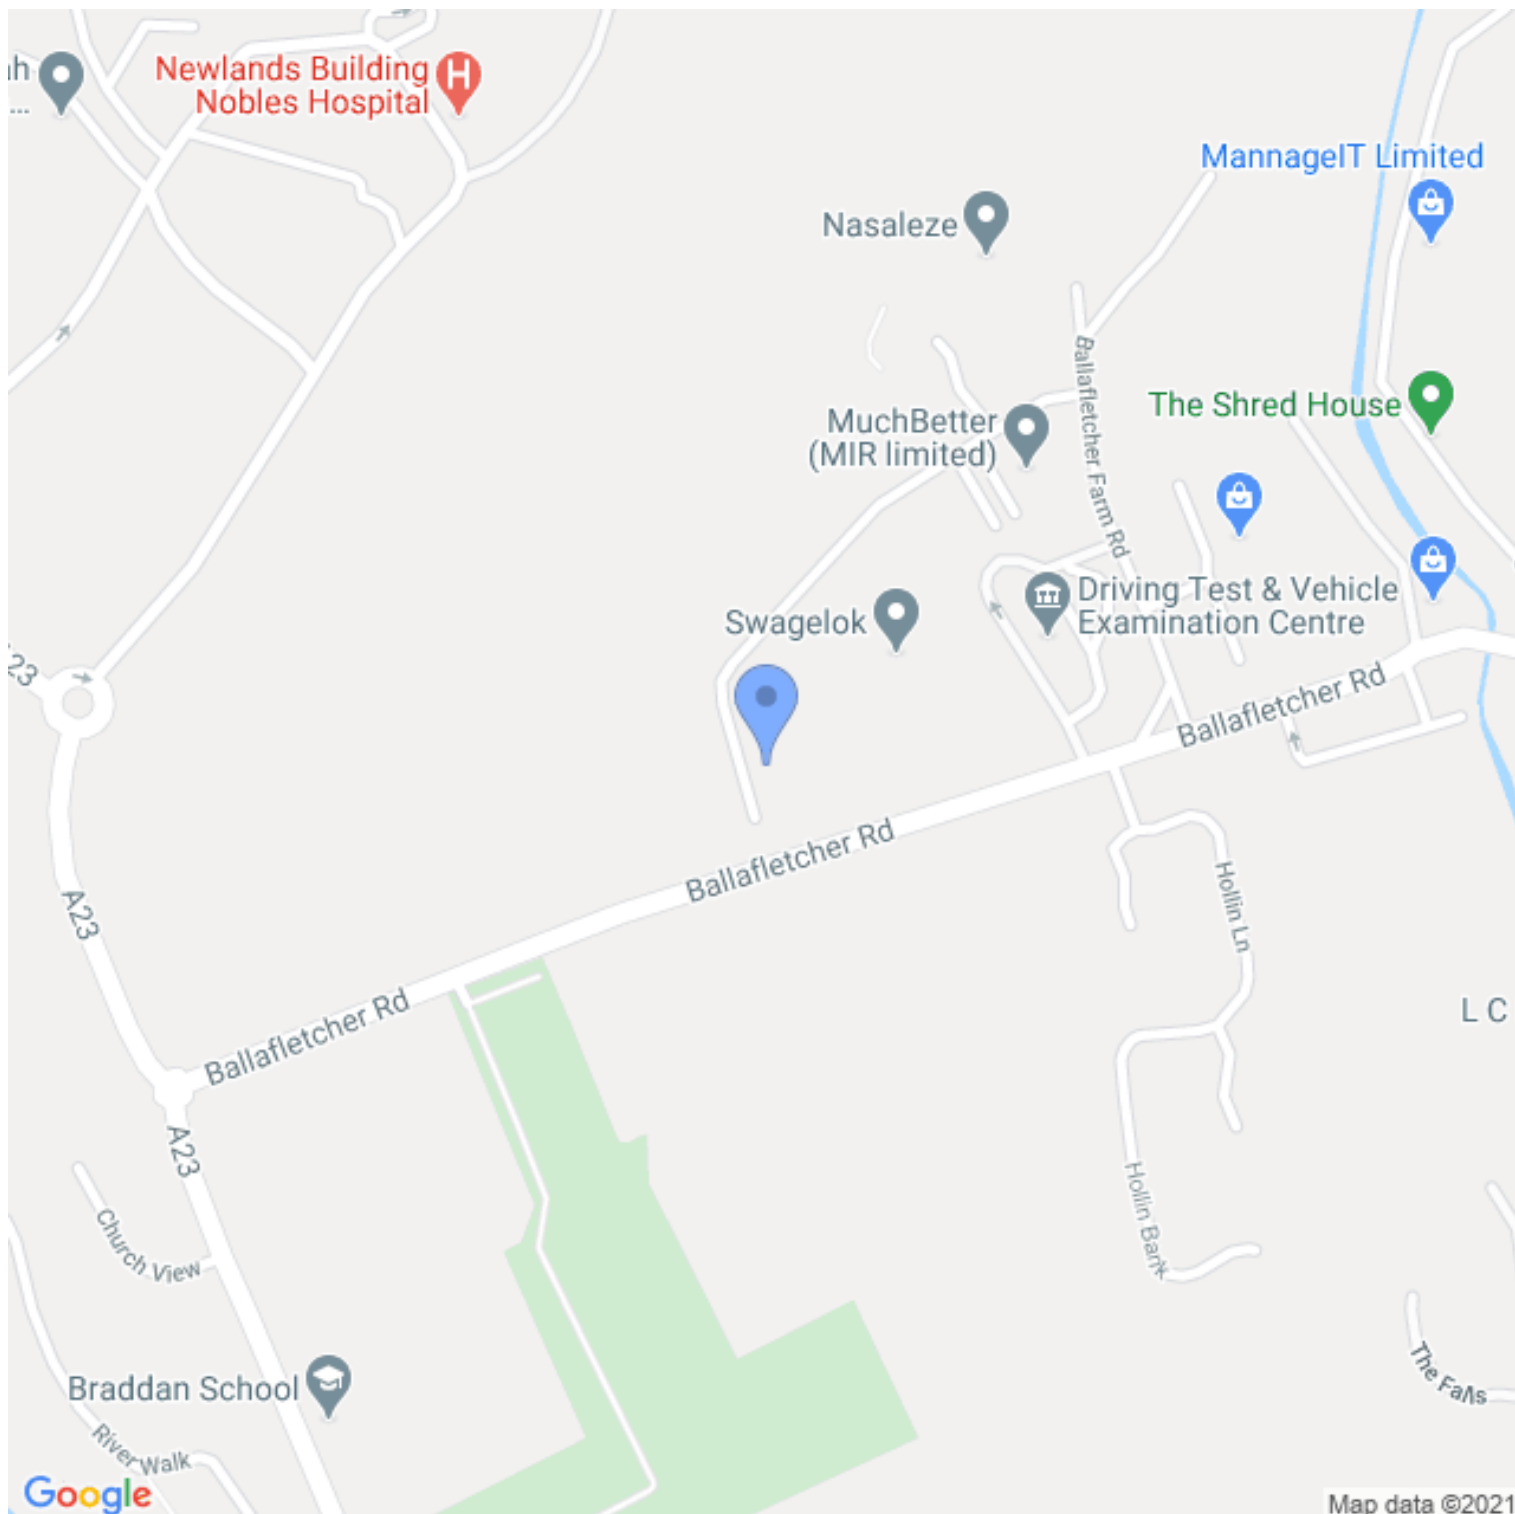 ah
...
Newlands Building
Nobles Hospital
MannageIT Limited
Nasaleze
Ballafletcher Farm Rd
The Shred House
MuchBetter
(MIR limited)
Driving Test & Vehicle
Examination Centre
Swagelok
23
Ballafletcher Rd
Ballafletcher Rd
A23
Hollin Ln
L C
Ballafletcher Rd
A23
Hollin Bank
Church View
The Falls
Braddan School
River Walk
Google
Map data ©2021